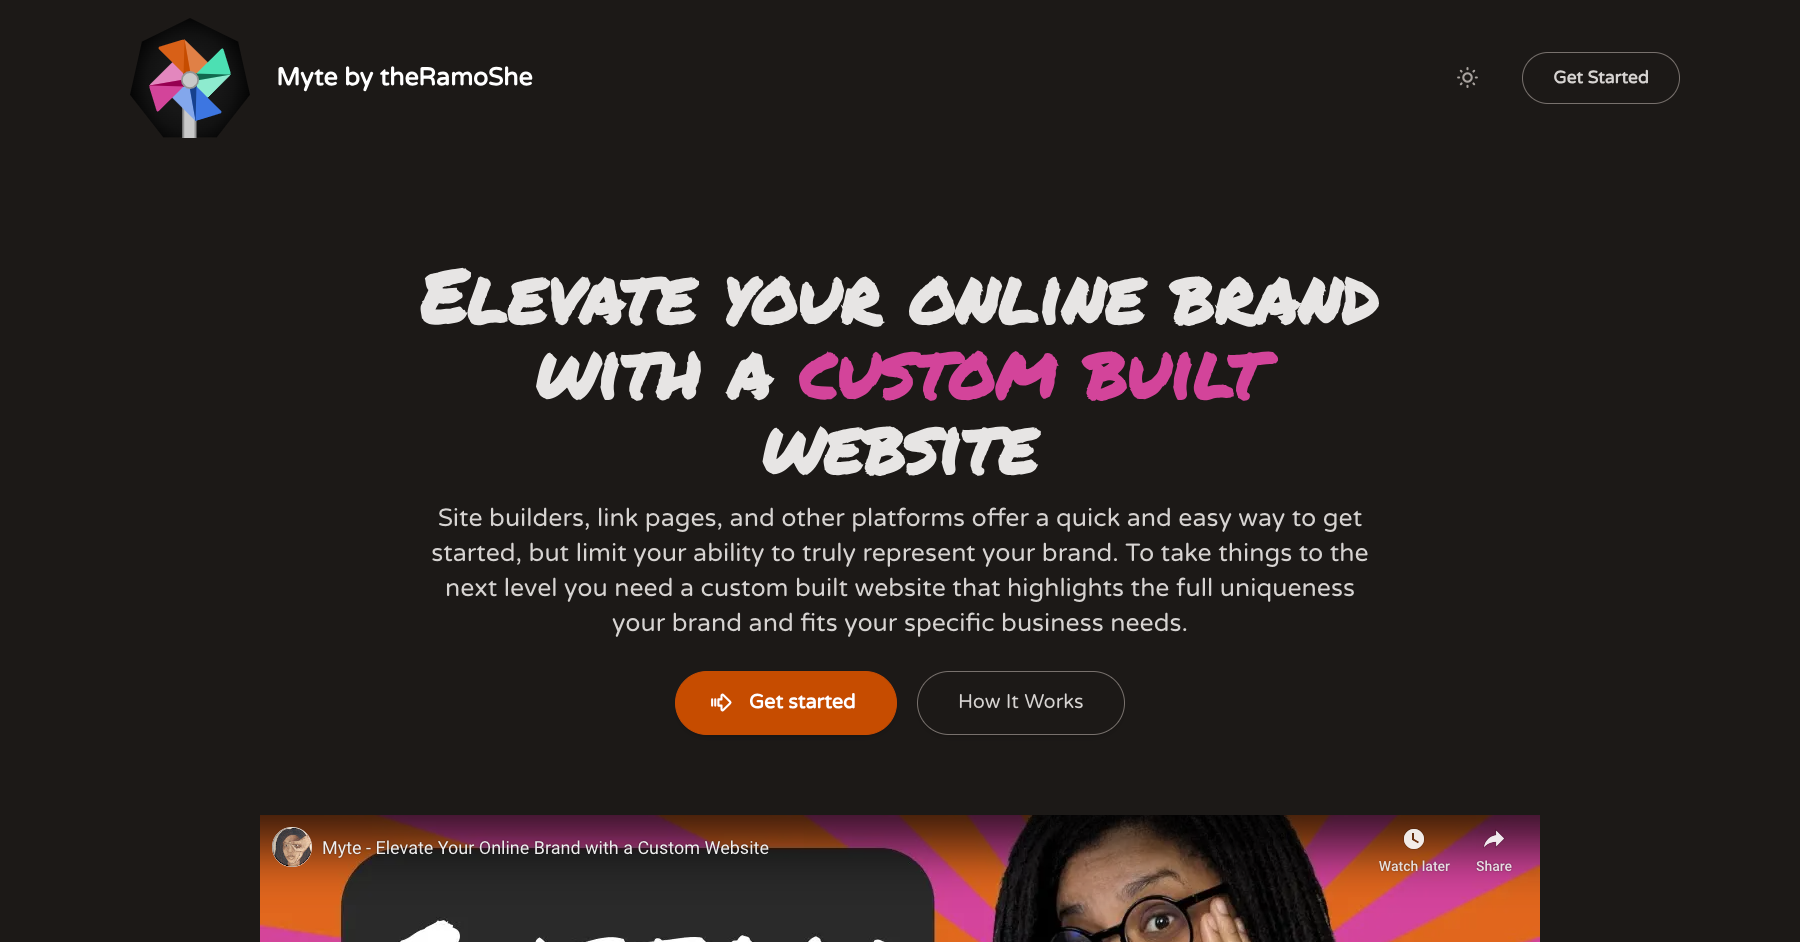 Myte by theRamoShe
Get Started
Elevate your online brand
with a custom built
website
Site builders, link pages, and other platforms offer a quick and easy way to get
started, but limit your ability to truly represent your brand. To take things to the
next level you need a custom built website that highlights the full uniqueness
your brand and fits your specific business needs.
Get started
How It Works
Myte - Elevate Your Online Brand with a Custom Website
Watch later
Share